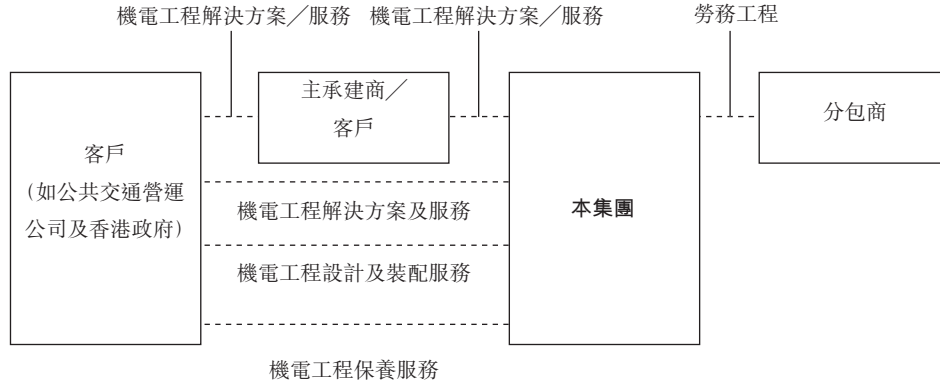 機電工程解決方案╱服務
機電工程解決方案╱服務
勞務工程
客戶
（如公共交通營運
公司及香港政府）
主承建商╱
客戶
機電工程解決方案及服務
機電工程設計及裝配服務
機電工程保養服務
本集團
分包商